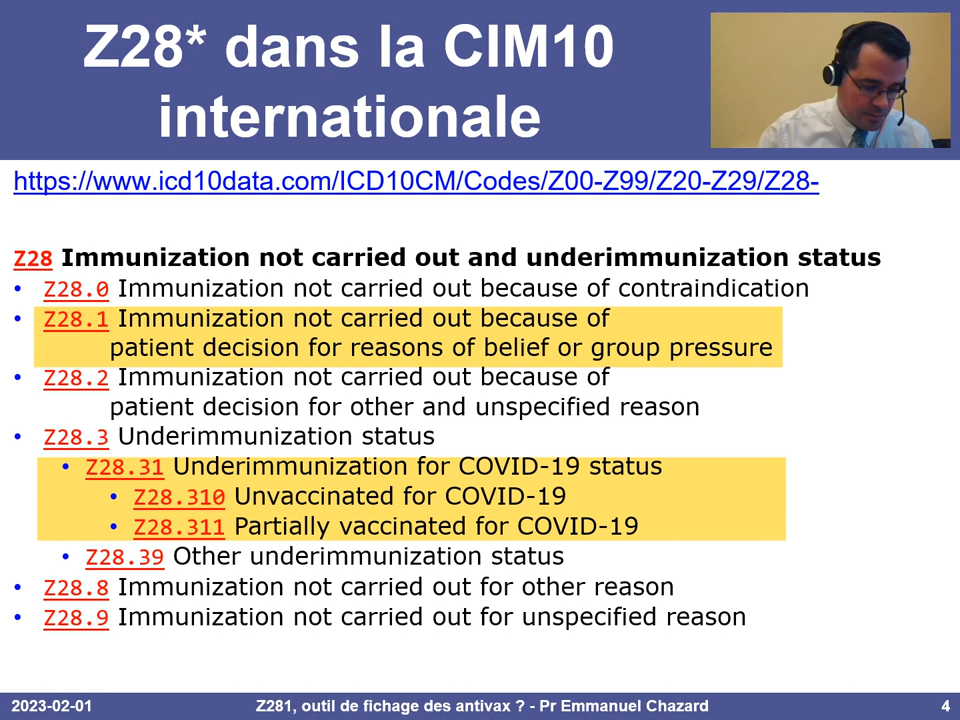 Z28* dans la CIM10
internationale
https://www.icd10data.com/ICD10CM/Codes/Z00-Z99/Z20-Z29/Z28-
Z28 Immunization not carried out and underimmunization status
• Z28.0 Immunization not carried out because of contraindication
• Z28.1 Immunization not carried out because of
patient decision for reasons of belief or group pressure
• Z28.2 Immunization not carried out because of
patient decision for other and unspecified reason
• Z28.3 Underimmunization status
• Z28.31 Underimmunization for COVID-19 status
• Z28.310 Unvaccinated for COVID-19
• Z28.311 Partially vaccinated for COVID-19
• Z28.39 Other underimmunization status
• Z28.8 Immunization not carried out for other reason
• Z28.9 Immunization not carried out for unspecified reason
2023-02-01 Z281, outil de fichage des antivax ? - Pr Emmanuel Chazard 4